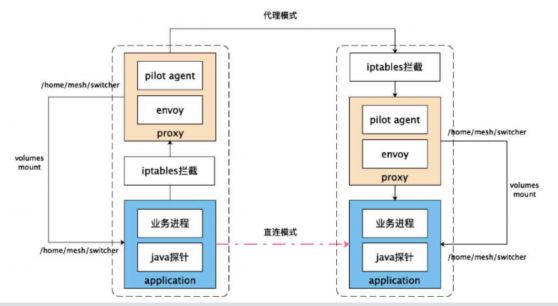 代理模式
pilot agent
envoy
proxy
iptables拦截
业务进程
java探针
application
/home/mesh/switcher
volumes
mount
/home/mesh/switcher
直连模式
iptables拦截
pilot agent
envoy
proxy
业务进程
java探针
application
/home/mesh/switcher
volumes
mount
/home/mesh/switcher